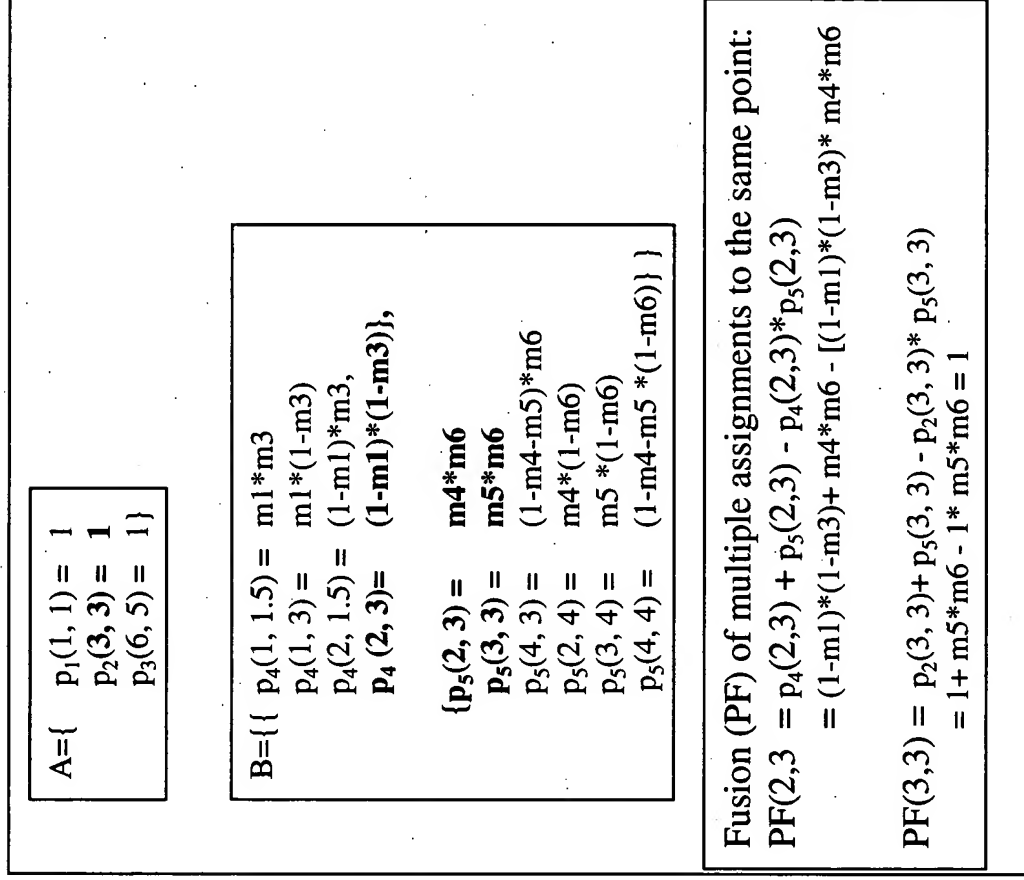 A={ p₁(1, 1) = 1
p₂(3, 3) = 1
p₃(6, 5) = 1}
B={{ p₄(1, 1.5) = m1*m3
p₄(1, 3) = m1*(1-m3)
p₄(2, 1.5) = (1-m1)*m3,
p₄ (2, 3)= (1-m1)*(1-m3)},
{p₅(2, 3) = m4*m6
p₅(3, 3) = m5*m6
p₅(4, 3) = (1-m4-m5)*m6
p₅(2, 4) = m4*(1-m6)
p₅(3, 4) = m5 *(1-m6)
p₅(4, 4) = (1-m4-m5 *(1-m6)} }
Fusion (PF) of multiple assignments to the same point:
PF(2,3 = p₄(2,3) + p₅(2,3) - p₄(2,3)*p₅(2,3)
= (1-m1)*(1-m3)+ m4*m6 - [(1-m1)*(1-m3)* m4*m6
PF(3,3) = p₂(3, 3)+ p₅(3, 3) - p₂(3, 3)* p₅(3, 3)
= 1+ m5*m6 - 1* m5*m6 = 1